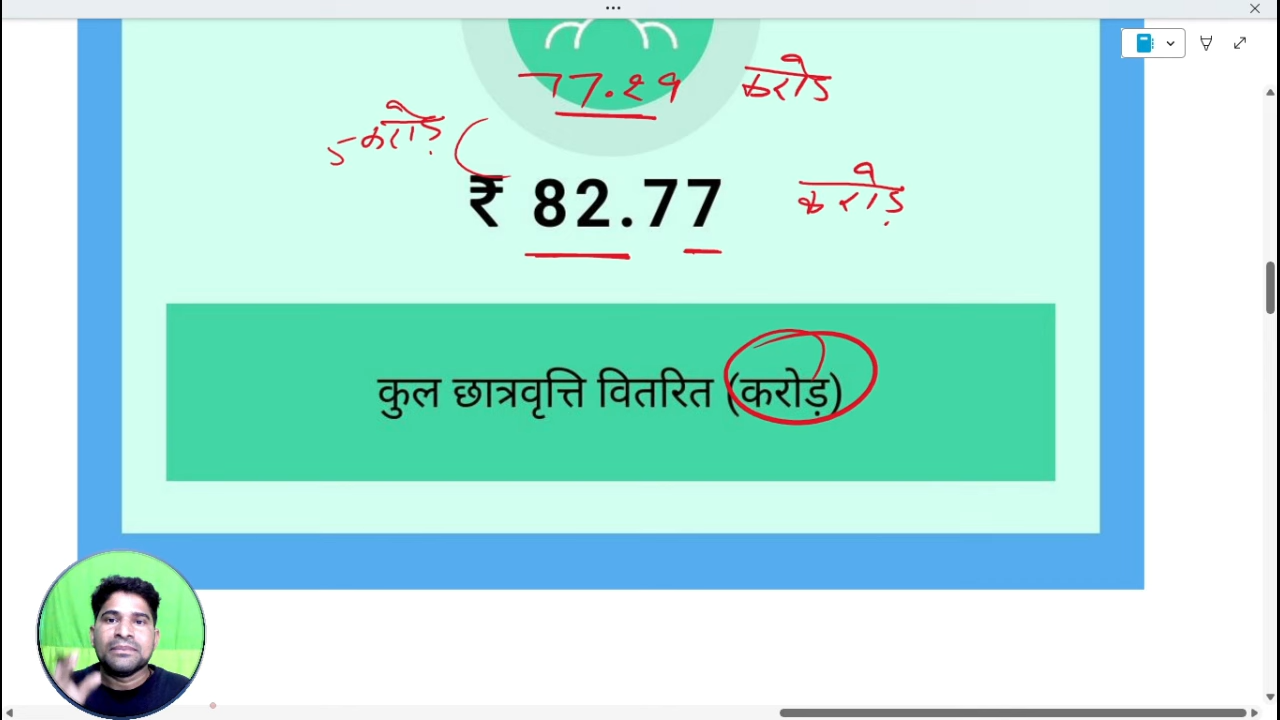 77.29 करोड़
5 करोड़
₹ 82.77 करोड़
कुल छात्रवृत्ति वितरित (करोड़)